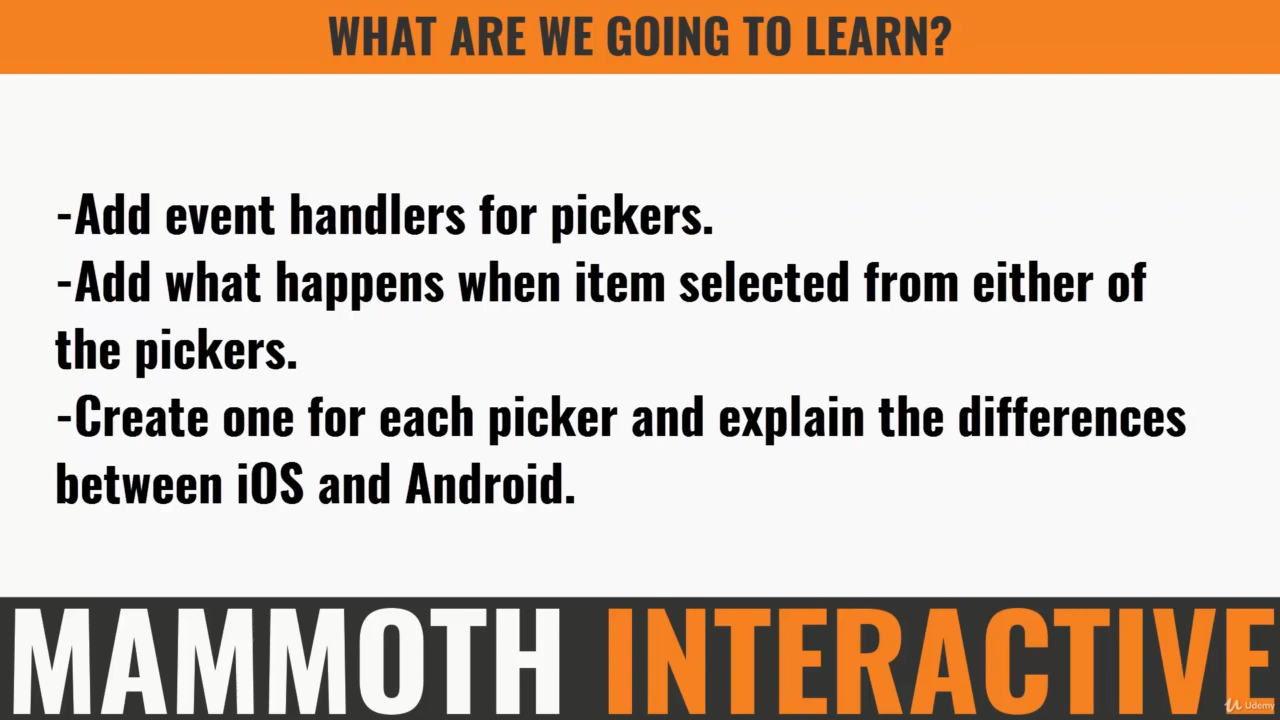 WHAT ARE WE GOING TO LEARN?
-Add event handlers for pickers.
-Add what happens when item selected from either of
the pickers.
-Create one for each picker and explain the differences
between iOS and Android.
MAMMOTH INTERACTIVE
Udemy